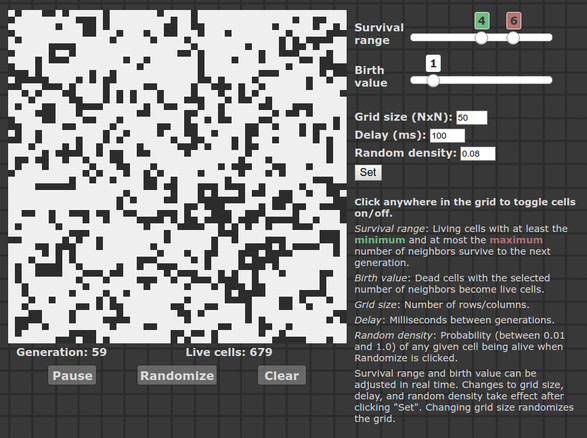 Survival
range
4
6
Birth
value
1
Grid size (NxN): 50
Delay (ms): 100
Random density: 0.08
Set
Click anywhere in the grid to toggle cells
on/off.
Survival range: Living cells with at least the
minimum and at most the maximum
number of neighbors survive to the next
generation.
Birth value: Dead cells with the selected
number of neighbors become live cells.
Grid size: Number of rows/columns.
Delay: Milliseconds between generations.
Random density: Probability (between 0.01
and 1.0) of any given cell being alive when
Randomize is clicked.
Survival range and birth value can be
adjusted in real time. Changes to grid size,
delay, and random density take effect after
clicking "Set". Changing grid size randomizes
the grid.
Generation: 59
Live cells: 679
Pause
Randomize
Clear